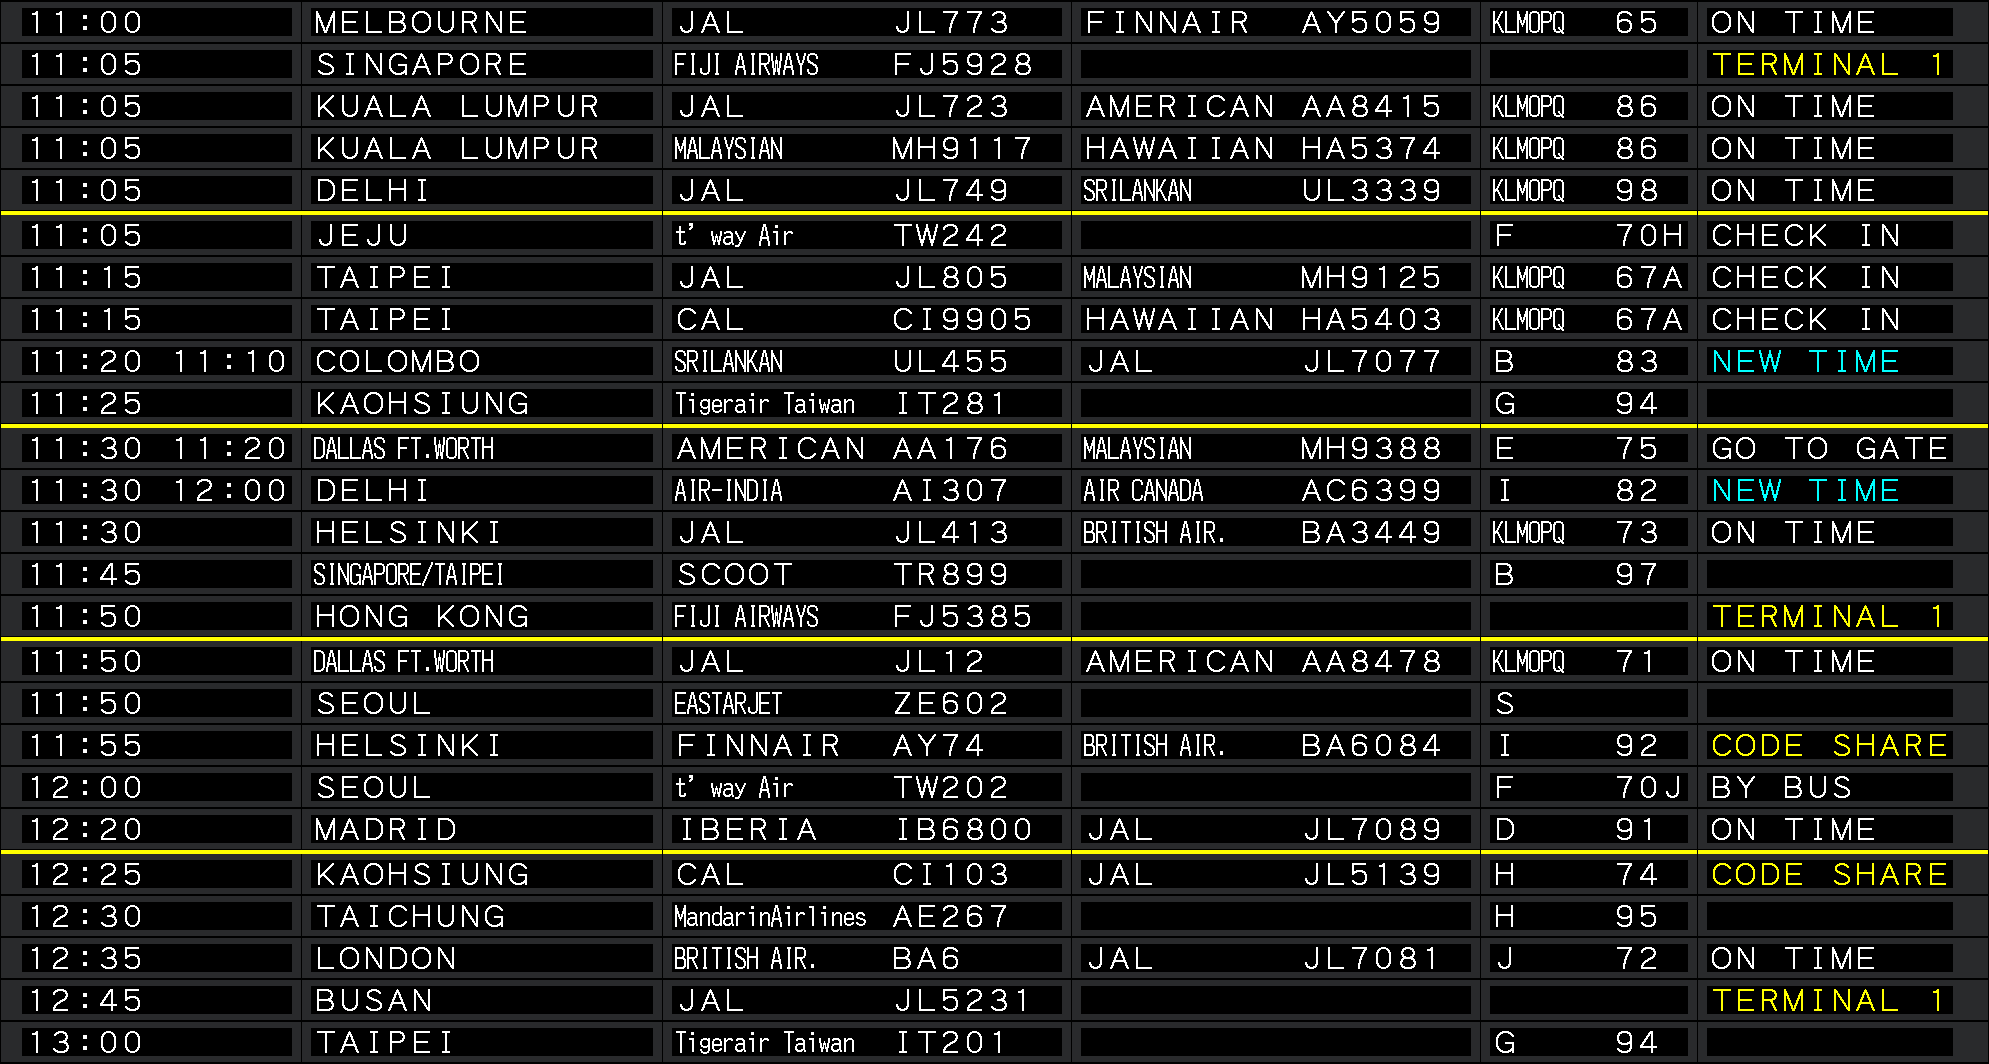 11:00 MELBOURNE JAL JL773 FINNAIR AY5059 KLMOPQ 65 ON TIME
11:05 SINGAPORE FIJI AIRWAYS FJ5928 TERMINAL 1
11:05 KUALA LUMPUR JAL JL723 AMERICAN AA8415 KLMOPQ 86 ON TIME
11:05 KUALA LUMPUR MALAYSIAN MH9117 HAWAIIAN HA5374 KLMOPQ 86 ON TIME
11:05 DELHI JAL JL749 SRILANKAN UL3339 KLMOPQ 98 ON TIME
11:05 JEJU t' way Air TW242 F 70H CHECK IN
11:15 TAIPEI JAL JL805 MALAYSIAN MH9125 KLMOPQ 67A CHECK IN
11:15 TAIPEI CAL CI9905 HAWAIIAN HA5403 KLMOPQ 67A CHECK IN
11:20 11:10 COLOMBO SRILANKAN UL455 JAL JL7077 B 83 NEW TIME
11:25 KAOHSIUNG Tigerair Taiwan IT281 G 94
11:30 11:20 DALLAS FT.WORTH AMERICAN AA176 MALAYSIAN MH9388 E 75 GO TO GATE
11:30 12:00 DELHI AIR-INDIA AI307 AIR CANADA AC6399 I 82 NEW TIME
11:30 HELSINKI JAL JL413 BRITISH AIR. BA3449 KLMOPQ 73 ON TIME
11:45 SINGAPORE/TAIPEI SCOOT TR899 B 97
11:50 HONG KONG FIJI AIRWAYS FJ5385 TERMINAL 1
11:50 DALLAS FT.WORTH JAL JL12 AMERICAN AA8478 KLMOPQ 71 ON TIME
11:50 SEOUL EASTARJET ZE602 S
11:55 HELSINKI FINNAIR AY74 BRITISH AIR. BA6084 I 92 CODE SHARE
12:00 SEOUL t' way Air TW202 F 70J BY BUS
12:20 MADRID IBERIA IB6800 JAL JL7089 D 91 ON TIME
12:25 KAOHSIUNG CAL CI103 JAL JL5139 H 74 CODE SHARE
12:30 TAICHUNG MandarinAirlines AE267 H 95
12:35 LONDON BRITISH AIR. BA6 JAL JL7081 J 72 ON TIME
12:45 BUSAN JAL JL5231 TERMINAL 1
13:00 TAIPEI Tigerair Taiwan IT201 G 94